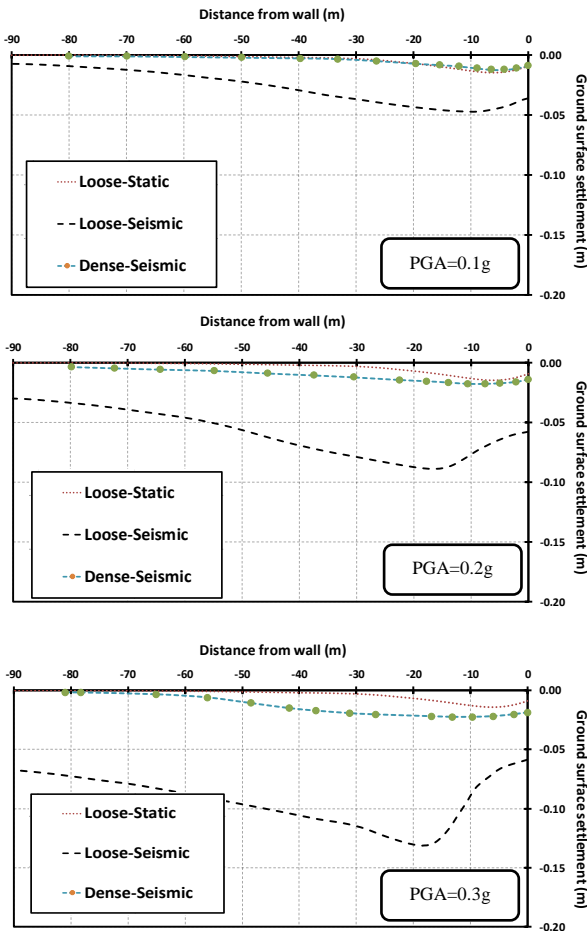 Distance from wall (m)
-90 -80 -70 -60 -50 -40 -30 -20 -10 0
0.00
-0.05
-0.10
-0.15
-0.20
Ground surface settlement (m)
Loose-Static
Loose-Seismic
Dense-Seismic
PGA=0.1g
Distance from wall (m)
-90 -80 -70 -60 -50 -40 -30 -20 -10 0
0.00
-0.05
-0.10
-0.15
-0.20
Ground surface settlement (m)
Loose-Static
Loose-Seismic
Dense-Seismic
PGA=0.2g
Distance from wall (m)
-90 -80 -70 -60 -50 -40 -30 -20 -10 0
0.00
-0.05
-0.10
-0.15
-0.20
Ground surface settlement (m)
Loose-Static
Loose-Seismic
Dense-Seismic
PGA=0.3g